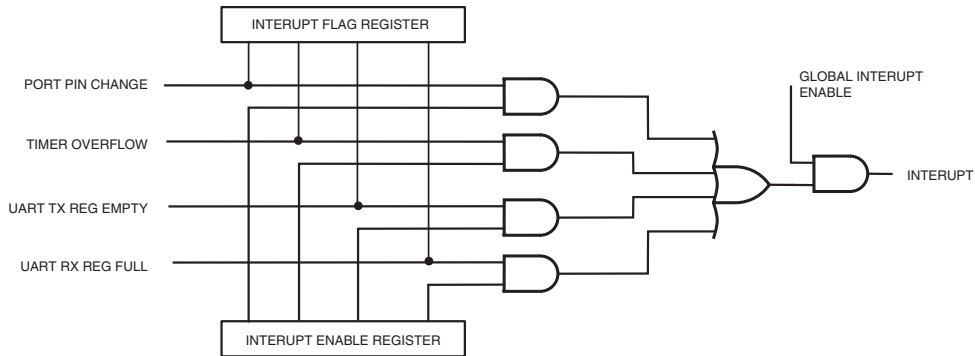 INTERUPT FLAG REGISTER
PORT PIN CHANGE
GLOBAL INTERUPT
ENABLE
TIMER OVERFLOW
INTERUPT
UART TX REG EMPTY
UART RX REG FULL
INTERUPT ENABLE REGISTER